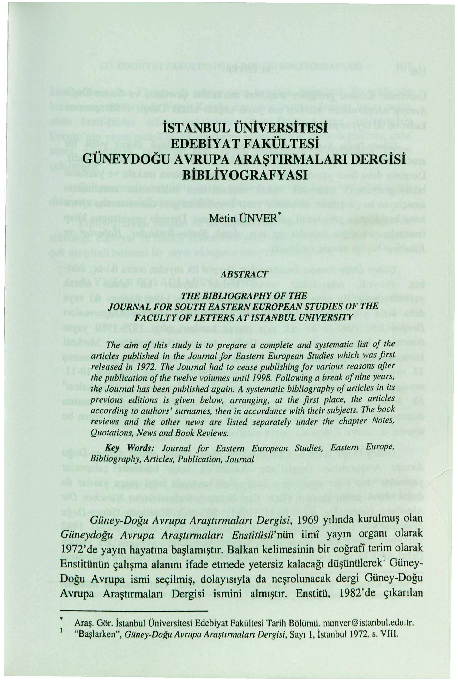 İSTANBUL ÜNİVERSİTESİ
EDEBİYAT FAKÜLTESİ
GÜNEYDOĞU AVRUPA ARAŞTIRMALARI DERGİSİ
BİBLİYOGRAFYASI
Metin ÜNVER*
ABSTRACT
THE BIBLIOGRAPHY OF THE
JOURNAL FOR SOUTH EASTERN EUROPEAN STUDIES OF THE
FACULTY OF LETTERS AT ISTANBUL UNIVERSITY
The aim of this study is to prepare a complete and systematic list of the
articles published in the Journal for Eastern European Studies which was first
released in 1972. The Journal had to cease publishing for various reasons after
the publication of the twelve volumes until 1998. Following a break of nine years,
the Journal has been published again. A systematic bibliography of articles in its
previous editions is given below, arranging, at the first place, the articles
according to authors' surnames, then in accordance with their subjects. The book
reviews and the other news are listed separately under the chapter Notes,
Quotations, News and Book Reviews.
Key Words: Journal for Eastern European Studies, Eastern Europe,
Bibliography, Articles, Publication, Journal
Güney-Doğu Avrupa Araştırmaları Dergisi, 1969 yılında kurulmuş olan
Güneydoğu Avrupa Araştırmaları Enstitüsü'nün ilmî yayın organı olarak
1972'de yayın hayatına başlamıştır. Balkan kelimesinin bir coğrafî terim olarak
Enstitünün çalışma alanını ifade etmede yetersiz kalacağı düşünülerek¹ Güney-
Doğu Avrupa ismi seçilmiş, dolayısıyla da neşrolunacak dergi Güney-Doğu
Avrupa Araştırmaları Dergisi ismini almıştır. Enstitü, 1982'de çıkarılan
* Araş. Gör. İstanbul Üniversitesi Edebiyat Fakültesi Tarih Bölümü. munver@istanbul.edu.tr.
¹ "Başlarken", Güney-Doğu Avrupa Araştırmaları Dergisi, Sayı 1, İstanbul 1972, s. VIII.